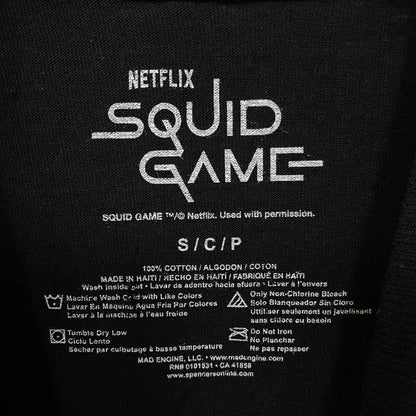 NETFLIX
SQUID
GAME
SQUID GAME ™/© Netflix. Used with permission.
S / C / P
100% COTTON / ALGODON / COTON
MADE IN HAITI / HECHO EN HAITI / FABRIQUÉ EN HAÏTI
Wash inside out • Lavar de adentro hacia afuera • Laver à l'envers
Machine Wash Cold with Like Colors
Lavar En Máquina Agua Fria Por Colores
Laver à la machine à l'eau froide
Only Non-Chlorine Bleach
Solo Blanqueador Sin Cloro
Utiliser seulement un javellisant
sans chlore au besoin
Tumble Dry Low
Ciclo Lento
Sécher par culbutage à basse température
Do Not Iron
No Planchar
Ne pas repasser
MAD ENGINE, LLC. • www.madengine.com
RN# 0101531 • CA 41859
www.spencersonline.com